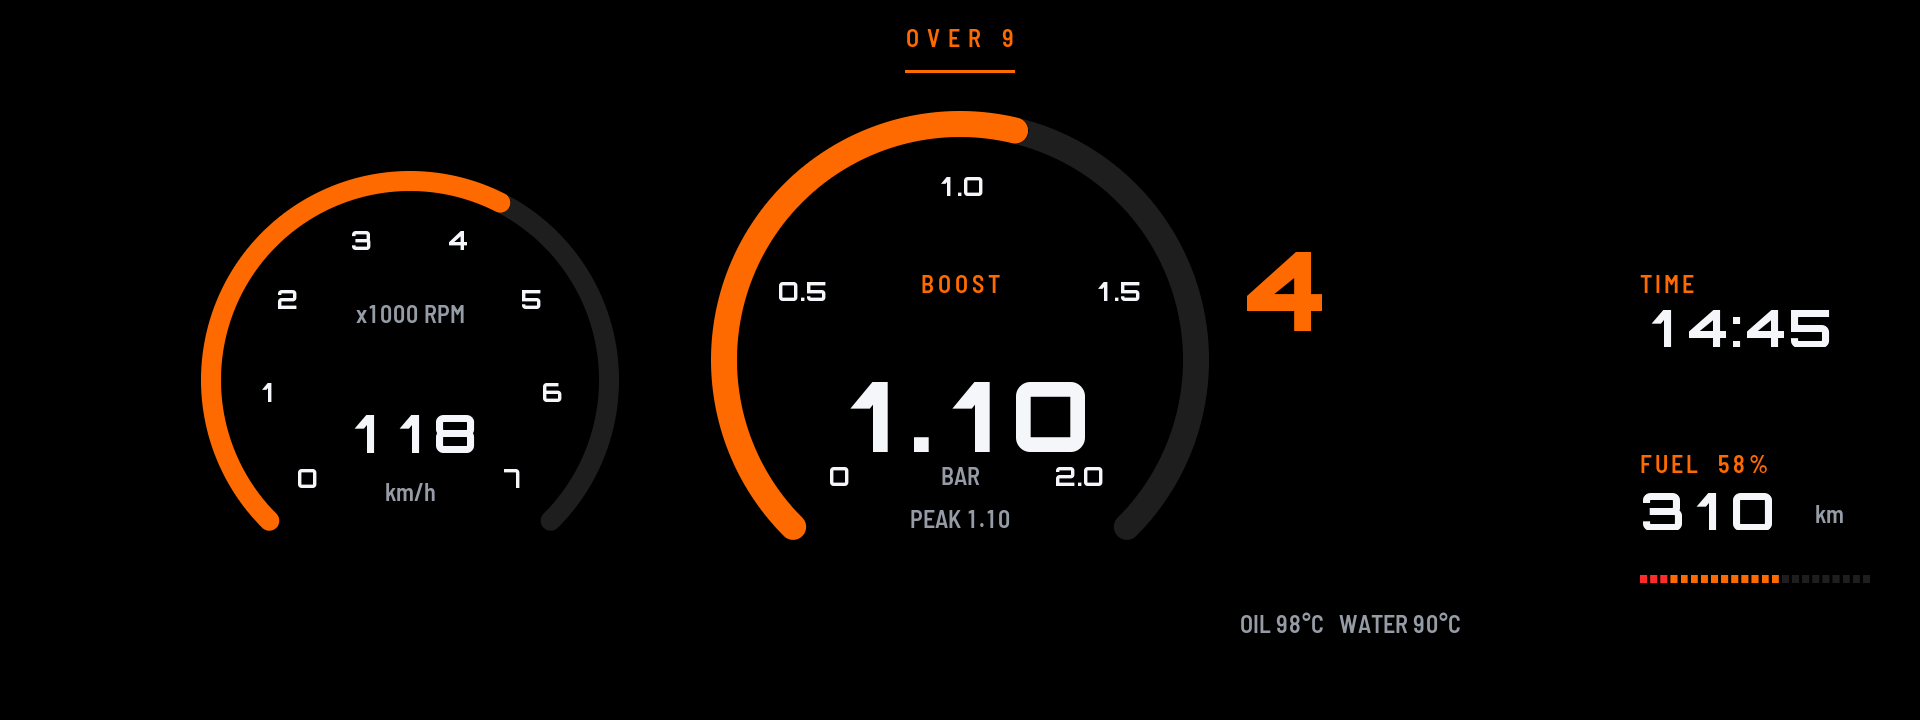 OVER 9
3 4
2 5
x1000 RPM
1 6
118
0 7
km/h
1.0
0.5 1.5
BOOST
1.10
0 2.0
BAR
PEAK 1.10
4
TIME
14:45
FUEL 58%
310 km
OIL 98°C WATER 90°C